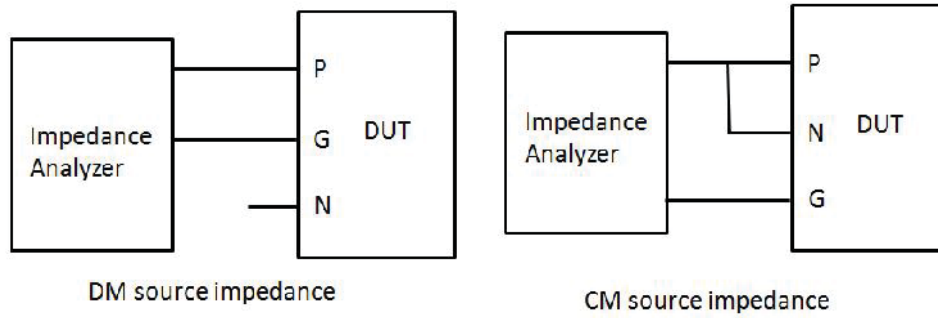 Impedance
Analyzer
P
G
N
DUT
DM source impedance
Impedance
Analyzer
P
N
G
DUT
CM source impedance